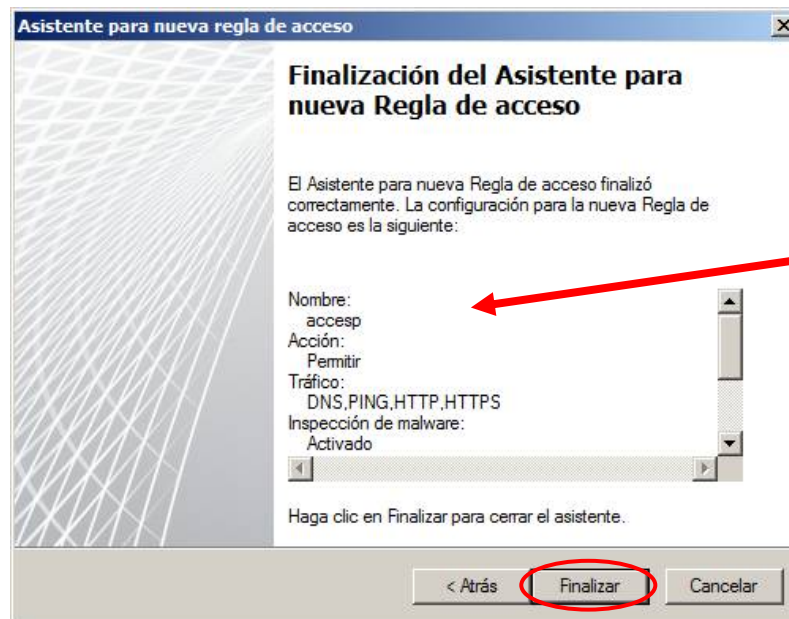 Asistente para nueva regla de acceso
Finalización del Asistente para
nueva Regla de acceso
El Asistente para nueva Regla de acceso finalizó
correctamente. La configuración para la nueva Regla de
acceso es la siguiente:
Nombre:
accesp
Acción:
Permitir
Tráfico:
DNS,PING,HTTP,HTTPS
Inspección de malware:
Activado
Haga clic en Finalizar para cerrar el asistente.
< Atrás Finalizar Cancelar